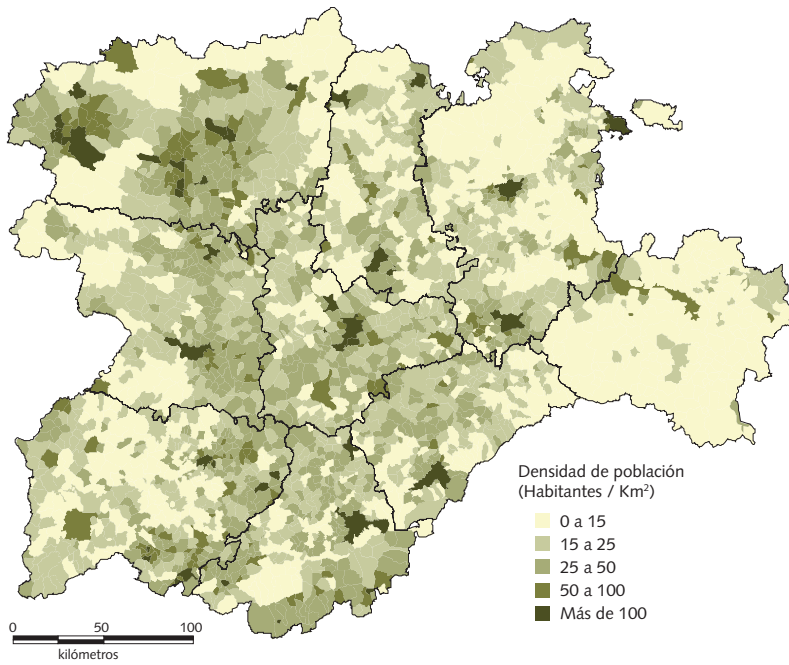 Densidad de población
(Habitantes / Km²)
0 a 15
15 a 25
25 a 50
50 a 100
Más de 100
0 50 100
kilómetros